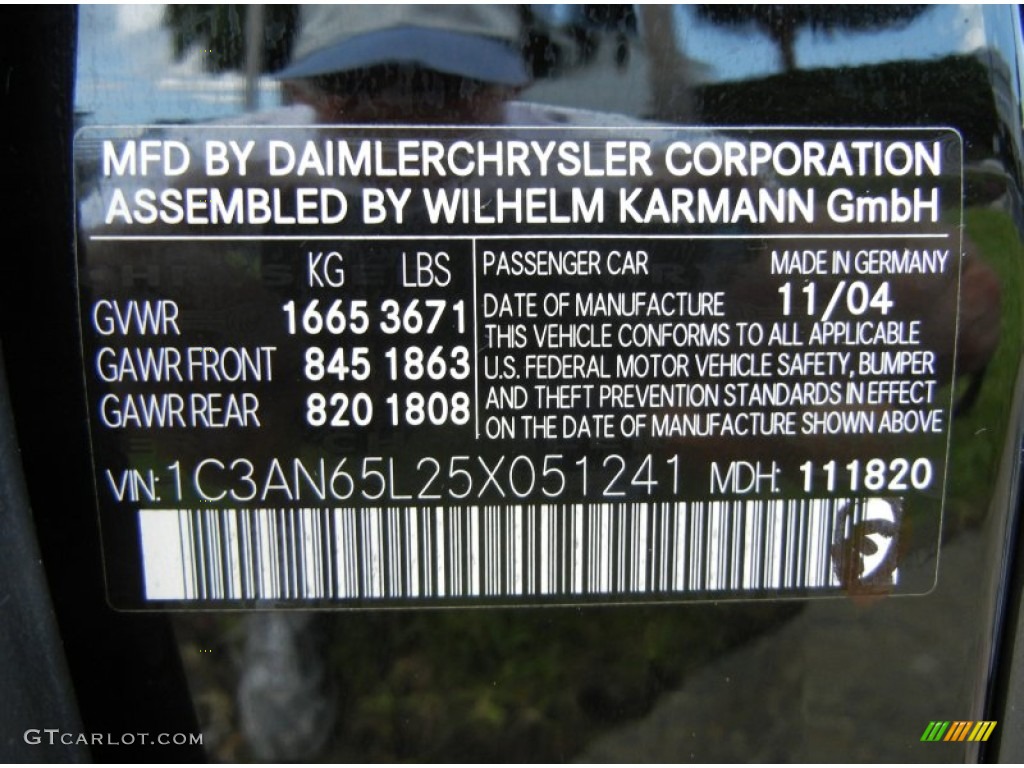 MFD BY DAIMLERCHRYSLER CORPORATION
ASSEMBLED BY WILHELM KARMANN GmbH
KG LBS
GVWR 1665 3671
GAWR FRONT 845 1863
GAWR REAR 820 1808
PASSENGER CAR MADE IN GERMANY
DATE OF MANUFACTURE 11/04
THIS VEHICLE CONFORMS TO ALL APPLICABLE
U.S. FEDERAL MOTOR VEHICLE SAFETY, BUMPER
AND THEFT PREVENTION STANDARDS IN EFFECT
ON THE DATE OF MANUFACTURE SHOWN ABOVE
VIN: 1C3AN65L25X051241 MDH: 111820
GTCARLOT.COM